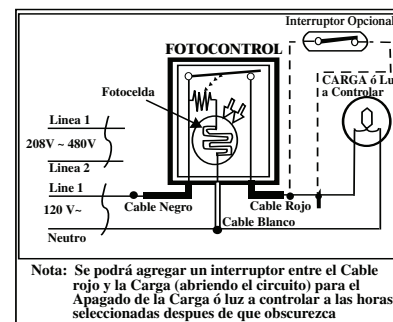 Interruptor Opcional
FOTOCONTROL
CARGA ó Lu
a Controlar
Fotocelda
Linea 1
208V ~ 480V
Linea 2
Line 1
120 V~
Cable Negro
Cable Rojo
Cable Blanco
Neutro
Nota: Se podrá agregar un interruptor entre el Cable
rojo y la Carga (abriendo el circuito) para el
Apagado de la Carga ó luz a controlar a las horas
seleccionadas despues de que obscurezca